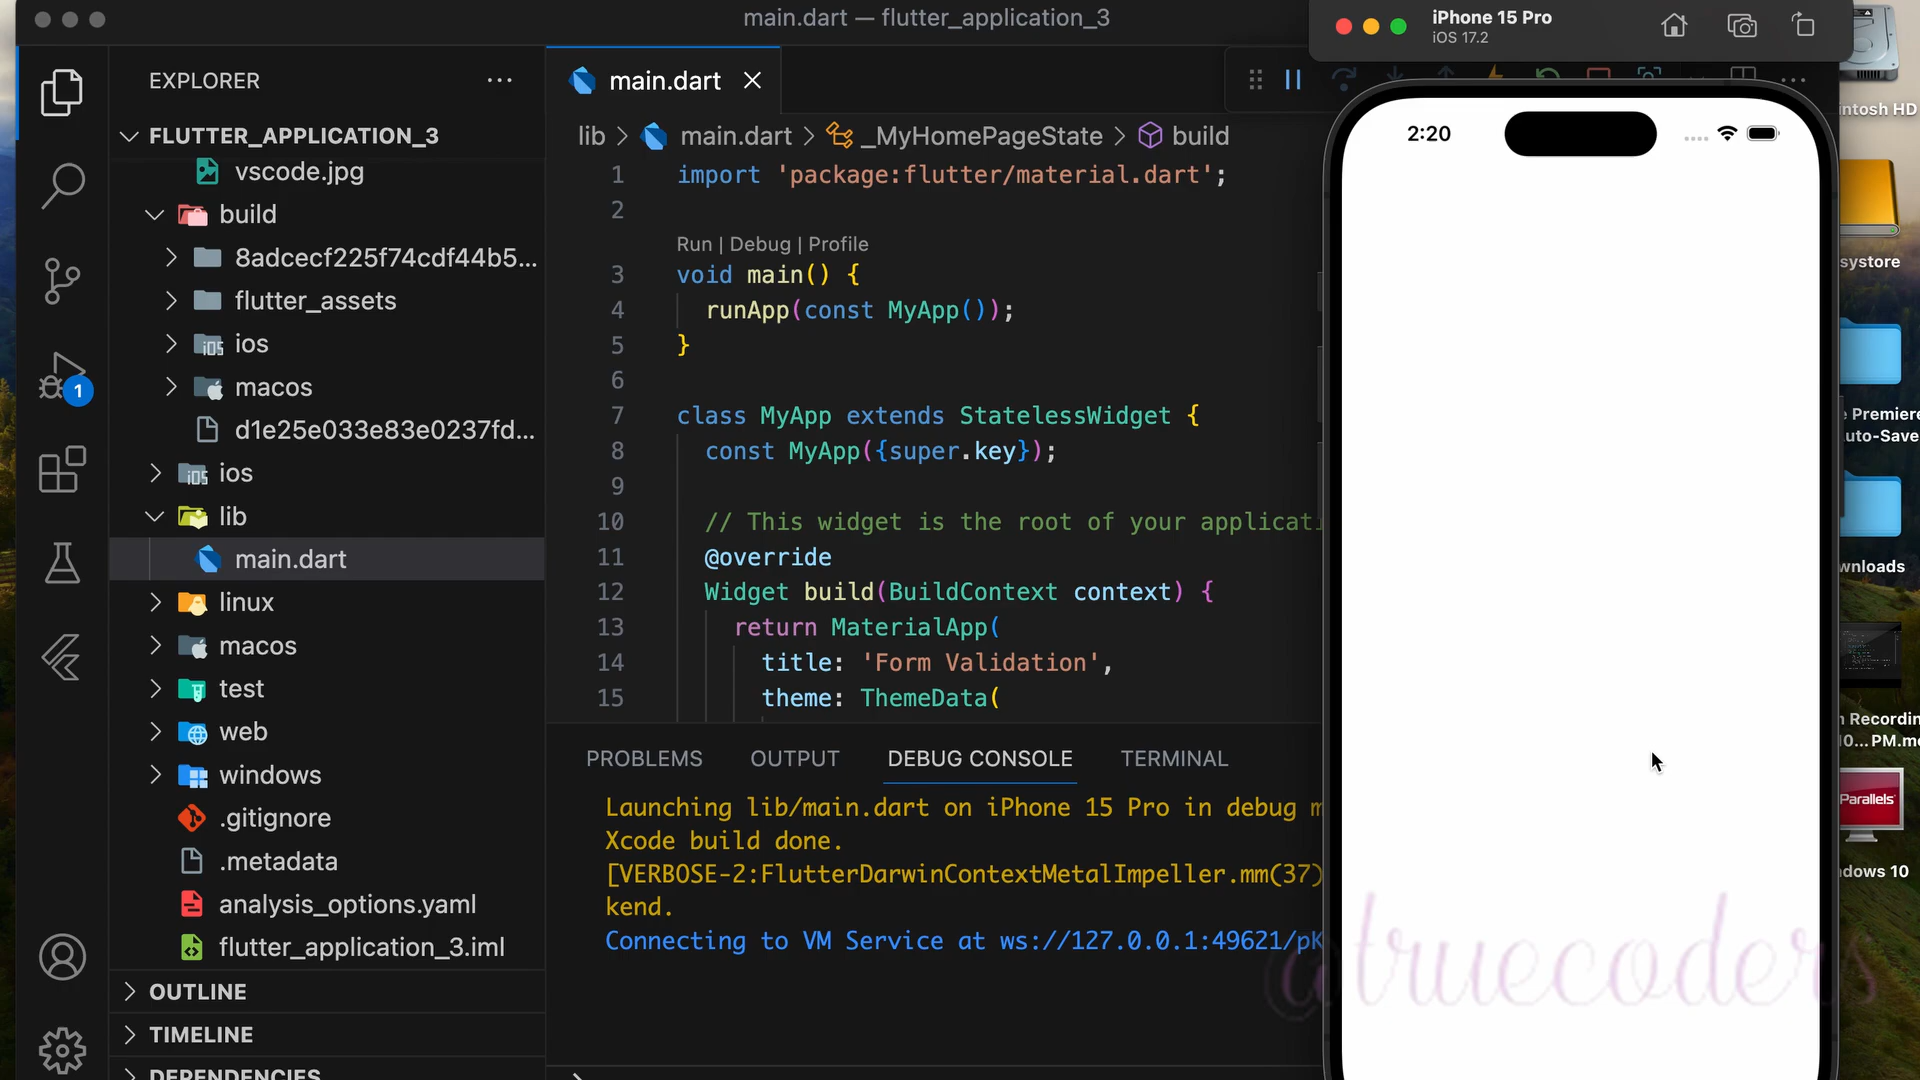 main.dart — flutter_application_3
iPhone 15 Pro
iOS 17.2
EXPLORER
FLUTTER_APPLICATION_3
vscode.jpg
build
8adcecf225f74cdf44b5...
flutter_assets
ios
macos
d1e25e033e83e0237fd...
ios
lib
main.dart
linux
macos
test
web
windows
.gitignore
.metadata
analysis_options.yaml
flutter_application_3.iml
OUTLINE
TIMELINE
DEPENDENCIES
1
main.dart
lib > main.dart > _MyHomePageState > build
1 import 'package:flutter/material.dart';
2
Run | Debug | Profile
3 void main() {
4 runApp(const MyApp());
5 }
6
7 class MyApp extends StatelessWidget {
8 const MyApp({super.key});
9
10 // This widget is the root of your applicati
11 @override
12 Widget build(BuildContext context) {
13 return MaterialApp(
14 title: 'Form Validation',
15 theme: ThemeData(
PROBLEMS OUTPUT DEBUG CONSOLE TERMINAL
Launching lib/main.dart on iPhone 15 Pro in debug m
Xcode build done.
[VERBOSE-2:FlutterDarwinContextMetalImpeller.mm(37)
kend.
Connecting to VM Service at ws://127.0.0.1:49621/pK
2:20
@truecoders
intosh HD
systore
e Premiere
uto-Save
wnloads
n Recordin
0...PM.mo
Parallels
dows 10